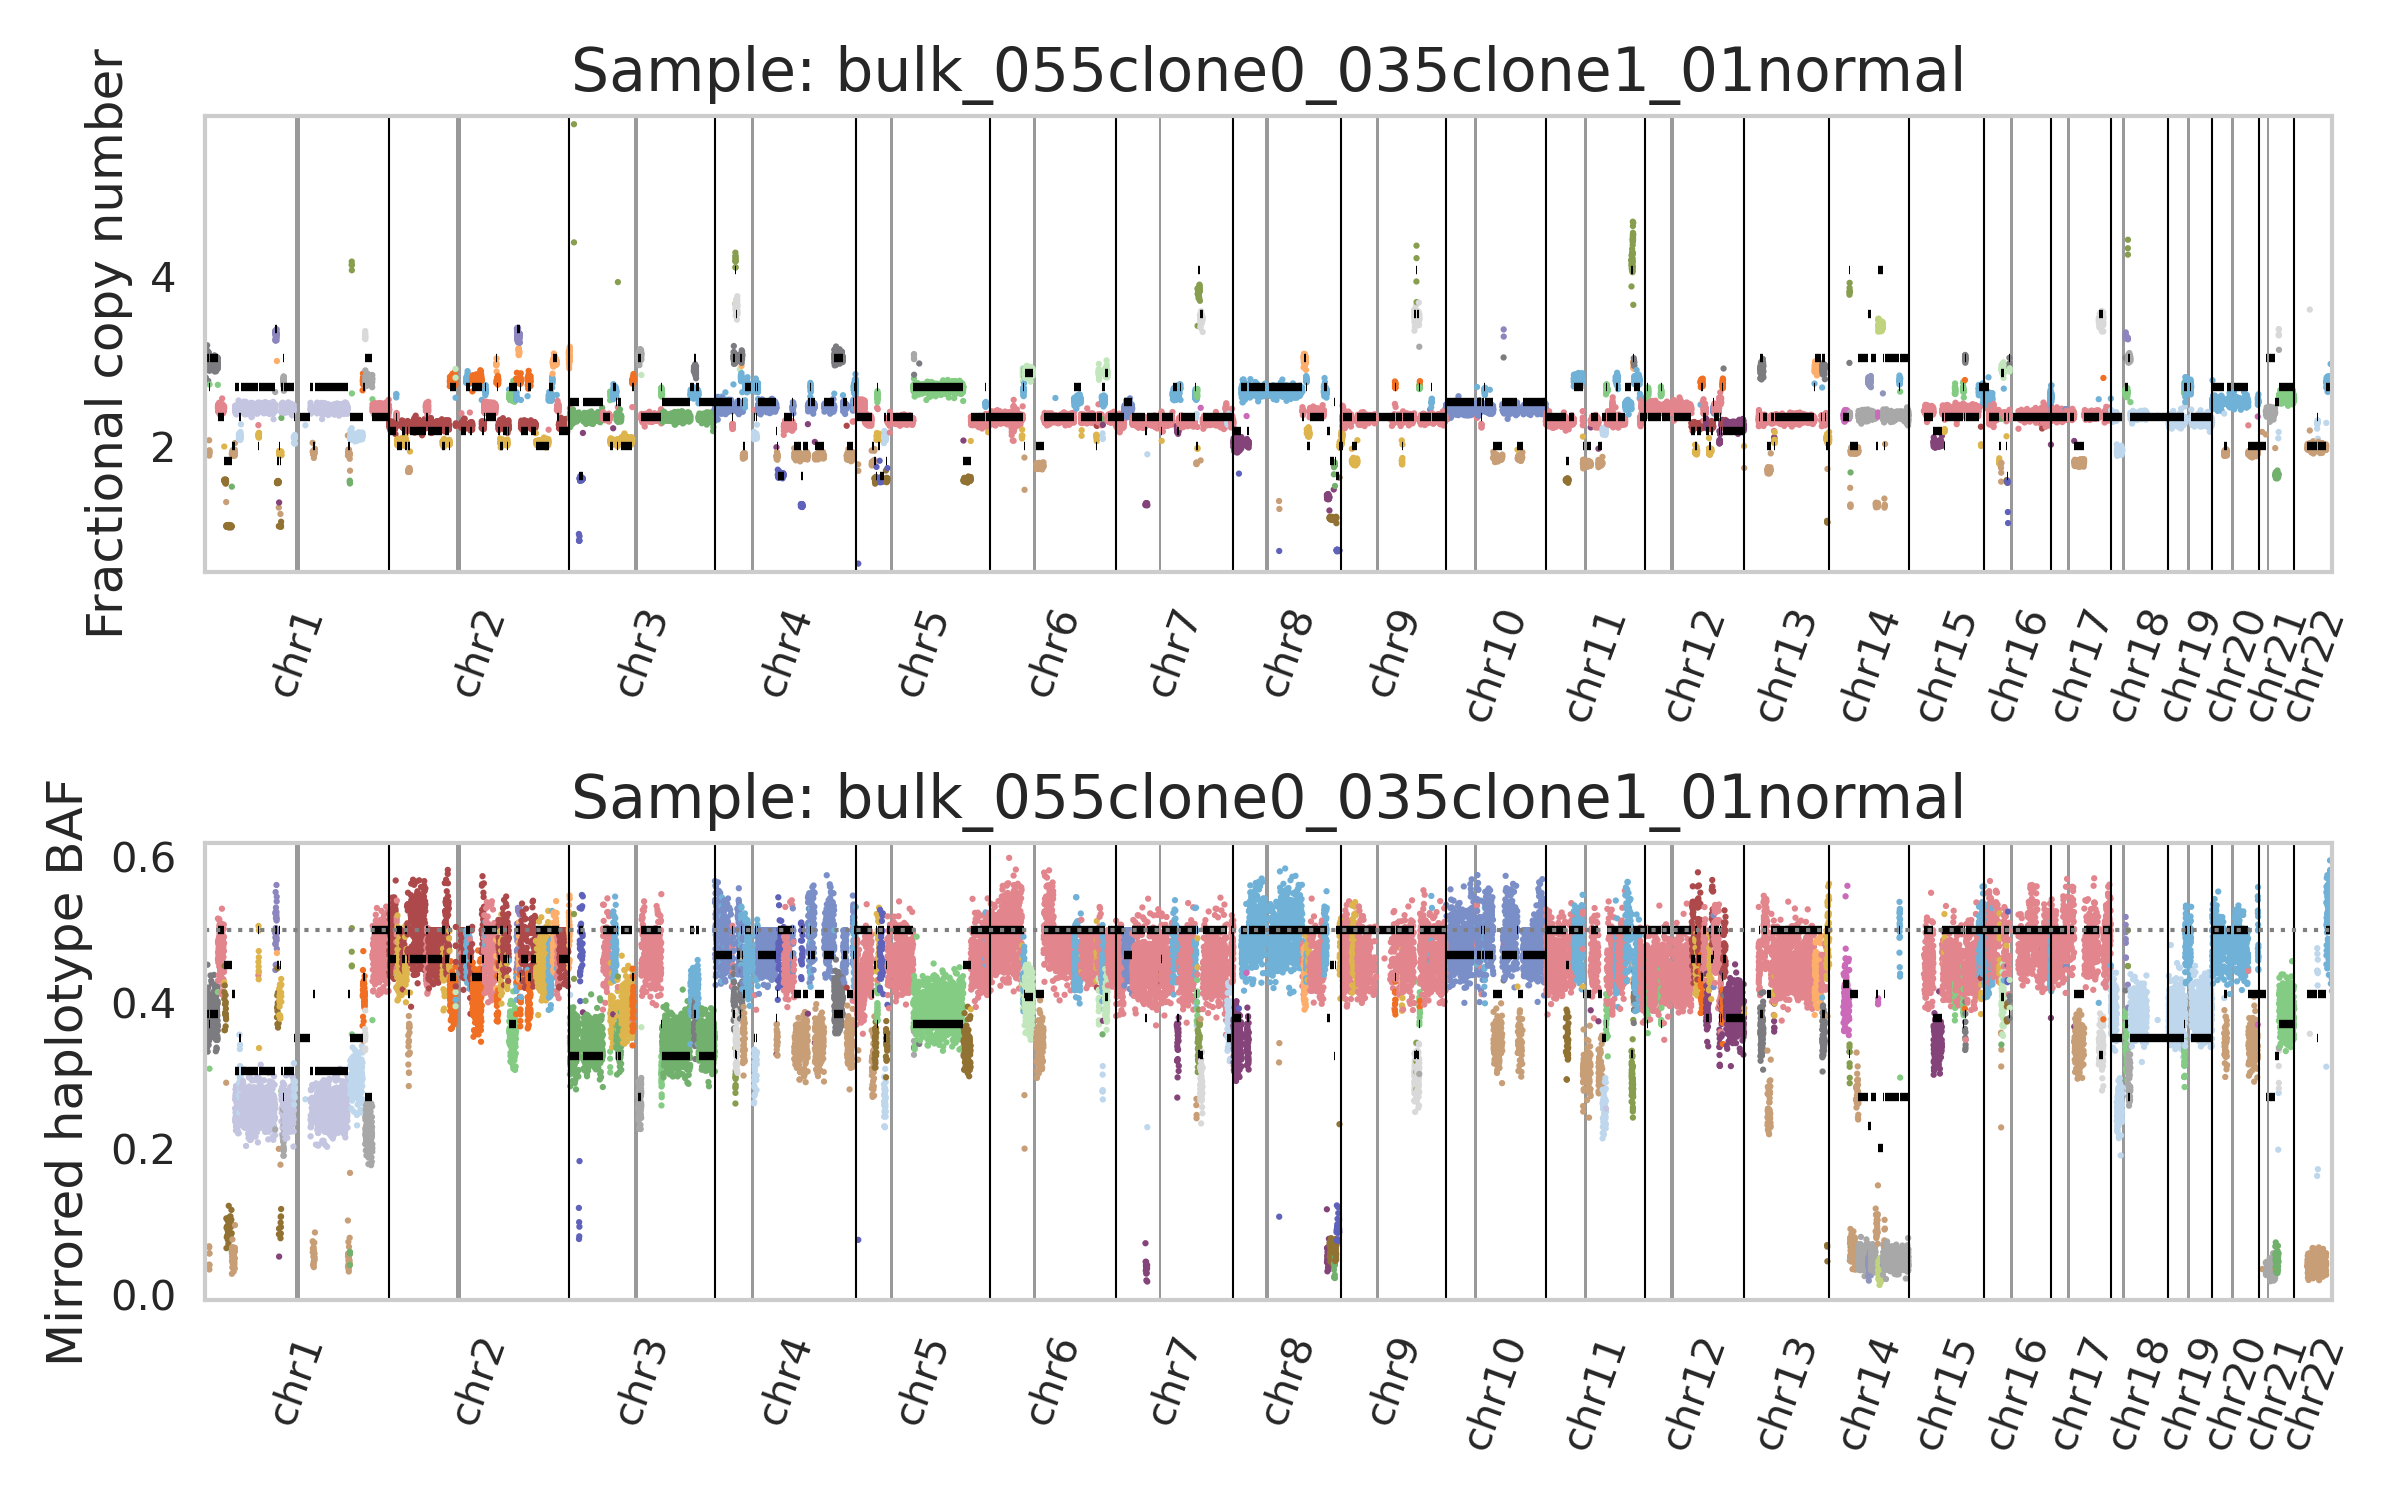 Sample: bulk_055clone0_035clone1_01normal
Fractional copy number
4
2
chr1 chr2 chr3 chr4 chr5 chr6 chr7 chr8 chr9 chr10 chr11 chr12 chr13 chr14 chr15 chr16 chr17 chr18 chr19 chr20 chr21 chr22
Sample: bulk_055clone0_035clone1_01normal
Mirrored haplotype BAF
0.6
0.4
0.2
0.0
chr1 chr2 chr3 chr4 chr5 chr6 chr7 chr8 chr9 chr10 chr11 chr12 chr13 chr14 chr15 chr16 chr17 chr18 chr19 chr20 chr21 chr22